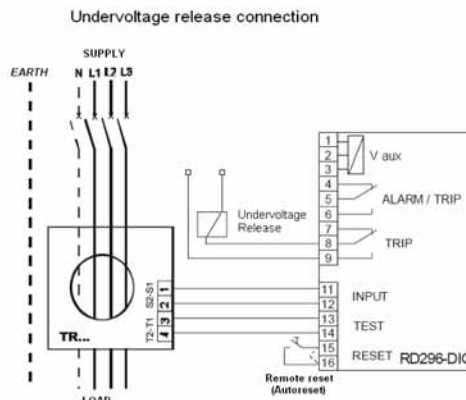 Undervoltage release connection
SUPPLY
EARTH N L1 L2 L3
1
2
3
V aux
4
5
6
ALARM / TRIP
Undervoltage
Release
7
8
9
TRIP
S2-S1
1
2
T2-T1
3
4
TR...
11
12
INPUT
13
14
TEST
15
16
RESET
RD296-DIG
Remote reset
(Autoreset)
LOAD